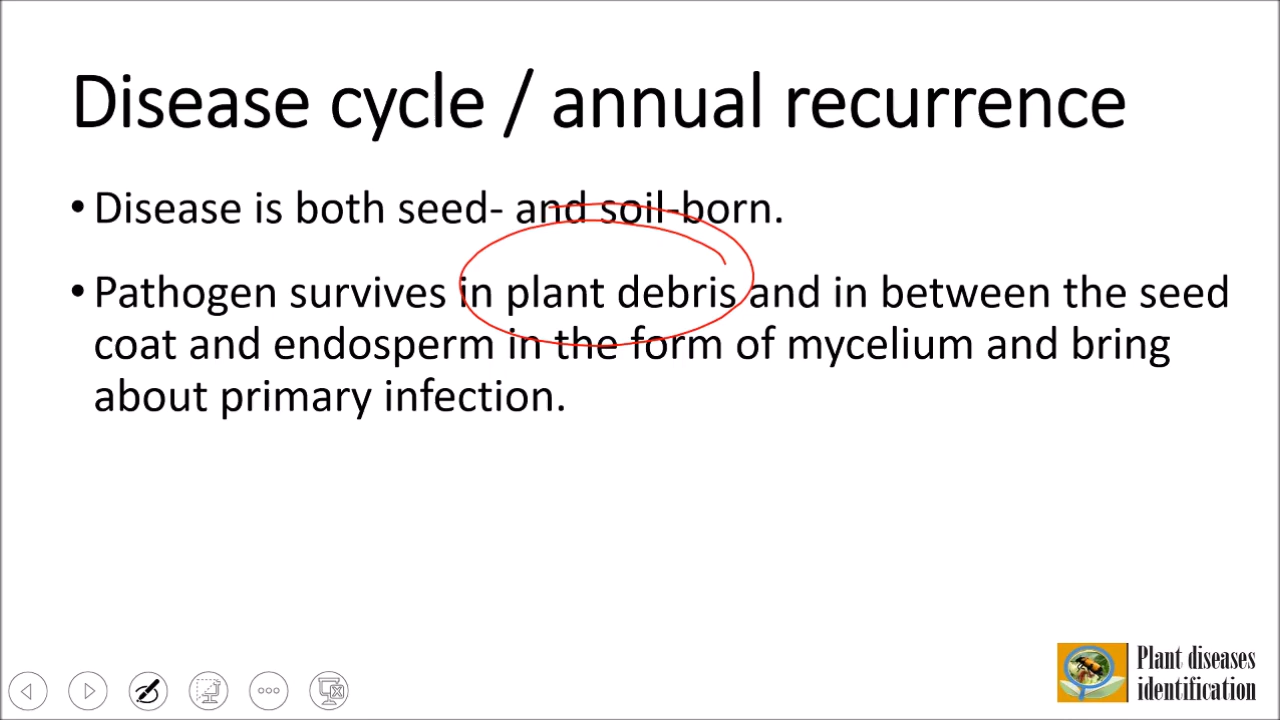 Disease cycle / annual recurrence
• Disease is both seed- and soil-born.
• Pathogen survives in plant debris and in between the seed
coat and endosperm in the form of mycelium and bring
about primary infection.
Plant diseases
identification